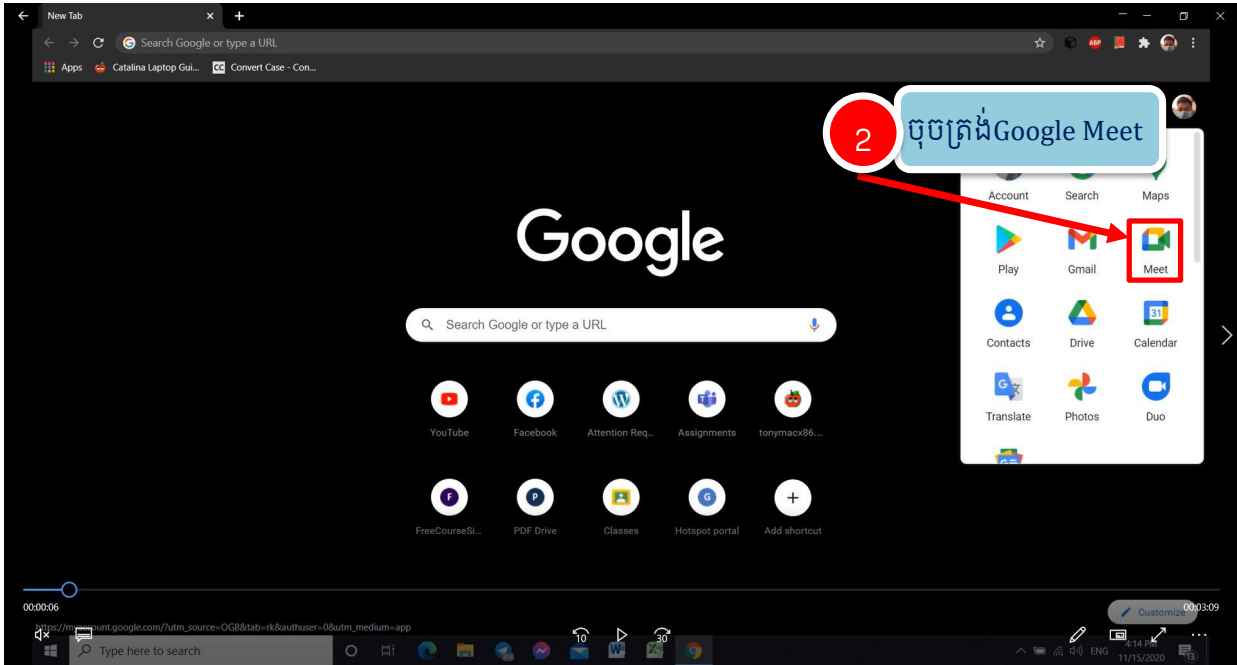 New Tab
Search Google or type a URL
ABP
Apps
Catalina Laptop Gui...
CC
Convert Case - Con...
2
ចុចត្រង់Google Meet
Account Search Maps
Google
Play Gmail Meet
Search Google or type a URL
31
Contacts Drive Calendar
Translate Photos Duo
YouTube Facebook Attention Req... Assignments tonymacx86....
F P G
FreeCourseSi... PDF Drive Classes Hotspot portal Add shortcut
00:00:06
Customize
00:03:09
10 30
Type here to search
ENG
4:14 PM
11/15/2020